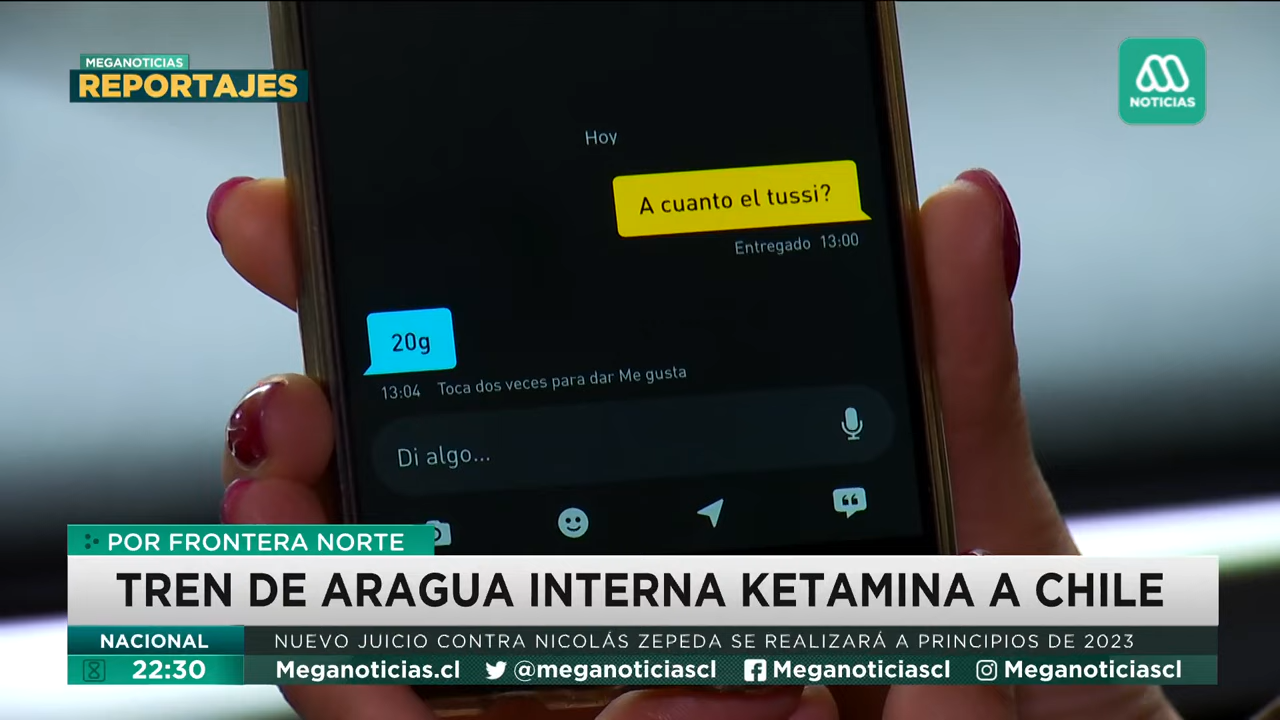 MEGANOTICIAS
REPORTAJES
NOTICIAS
Hoy
A cuanto el tussi?
Entregado 13:00
20g
13:04 Toca dos veces para dar Me gusta
Di algo...
POR FRONTERA NORTE
TREN DE ARAGUA INTERNA KETAMINA A CHILE
NACIONAL
NUEVO JUICIO CONTRA NICOLÁS ZEPEDA SE REALIZARÁ A PRINCIPIOS DE 2023
22:30
Meganoticias.cl @meganoticiascl Meganoticiascl Meganoticiascl